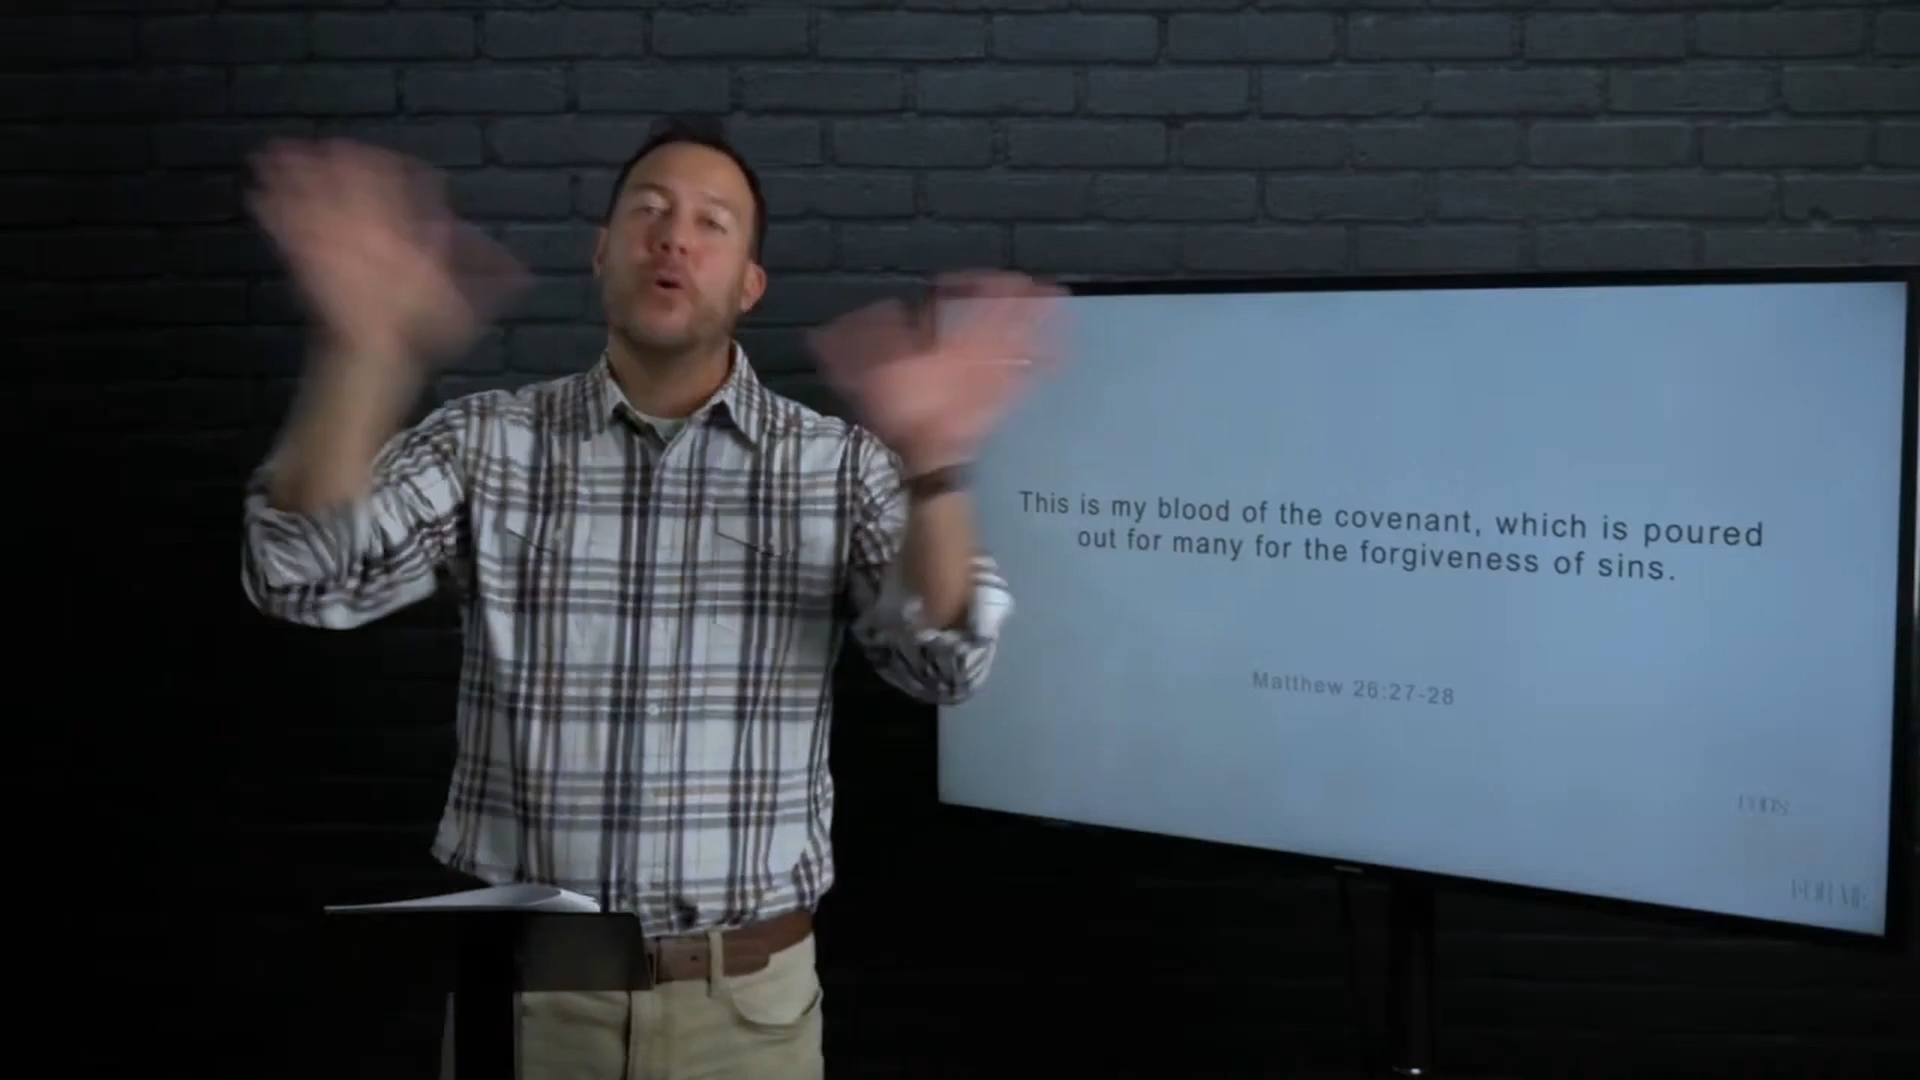 This is my blood of the covenant, which is poured
out for many for the forgiveness of sins.
Matthew 26:27-28